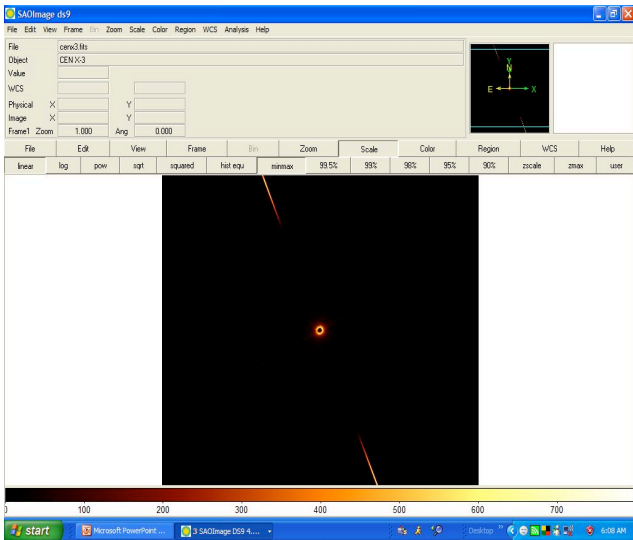 SAOImage ds9
File Edit View Frame Bin Zoom Scale Color Region WCS Analysis Help
File cenx3.fits
Object CEN X-3
Value
WCS
Physical X Y
Image X Y
Frame1 Zoom 1.000 Ang 0.000
Y
N
E X
File Edit View Frame Bin Zoom Scale Color Region WCS Help
linear log pow sqrt squared hist equ minmax 99.5% 99% 98% 95% 90% zscale zmax user
0 100 200 300 400 500 600 700
start Microsoft PowerPoint ... 3 SAOImage DS9 4.... Desktop » 6:08 AM